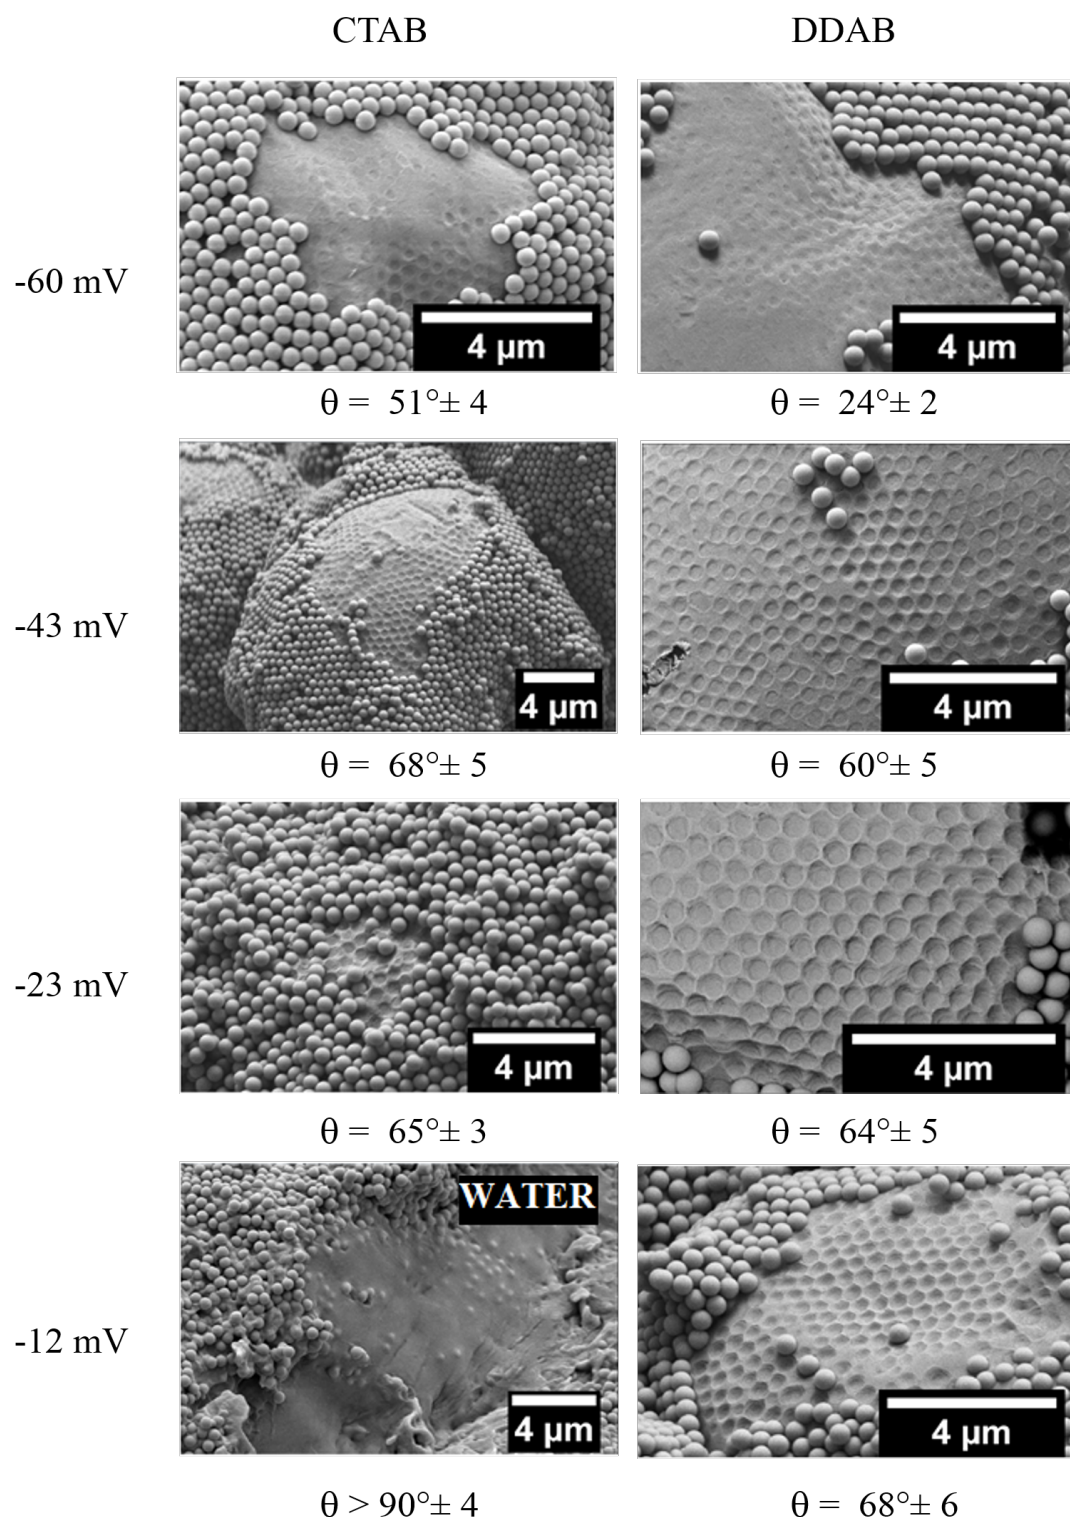 CTAB DDAB
-60 mV
4 µm 4 µm
θ = 51°± 4 θ = 24°± 2
-43 mV
4 µm 4 µm
θ = 68°± 5 θ = 60°± 5
-23 mV
4 µm 4 µm
θ = 65°± 3 θ = 64°± 5
WATER
-12 mV
4 µm 4 µm
θ > 90°± 4 θ = 68°± 6